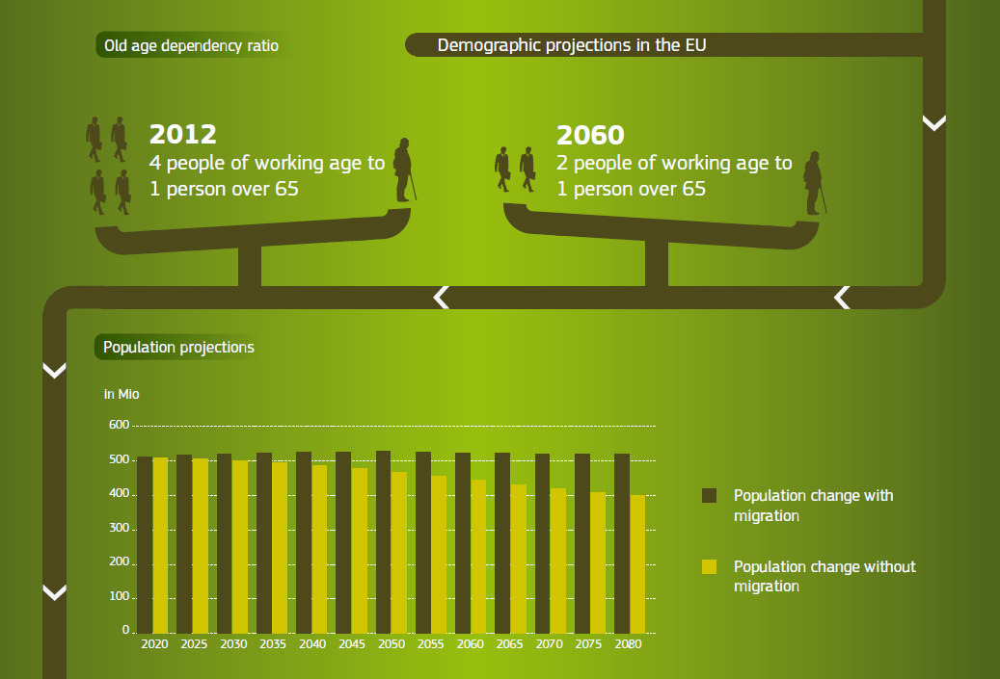 Old age dependency ratio
Demographic projections in the EU
2012
4 people of working age to
1 person over 65
2060
2 people of working age to
1 person over 65
Population projections
in Mio
600
500
400
300
200
100
0
2020 2025 2030 2035 2040 2045 2050 2055 2060 2065 2070 2075 2080
Population change with
migration
Population change without
migration